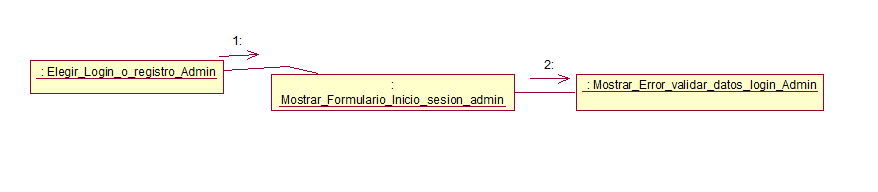 1:
: Elegir_Login_o_registro_Admin
2:
:
Mostrar_Formulario_Inicio_sesion_admin
: Mostrar_Error_validar_datos_login_Admin